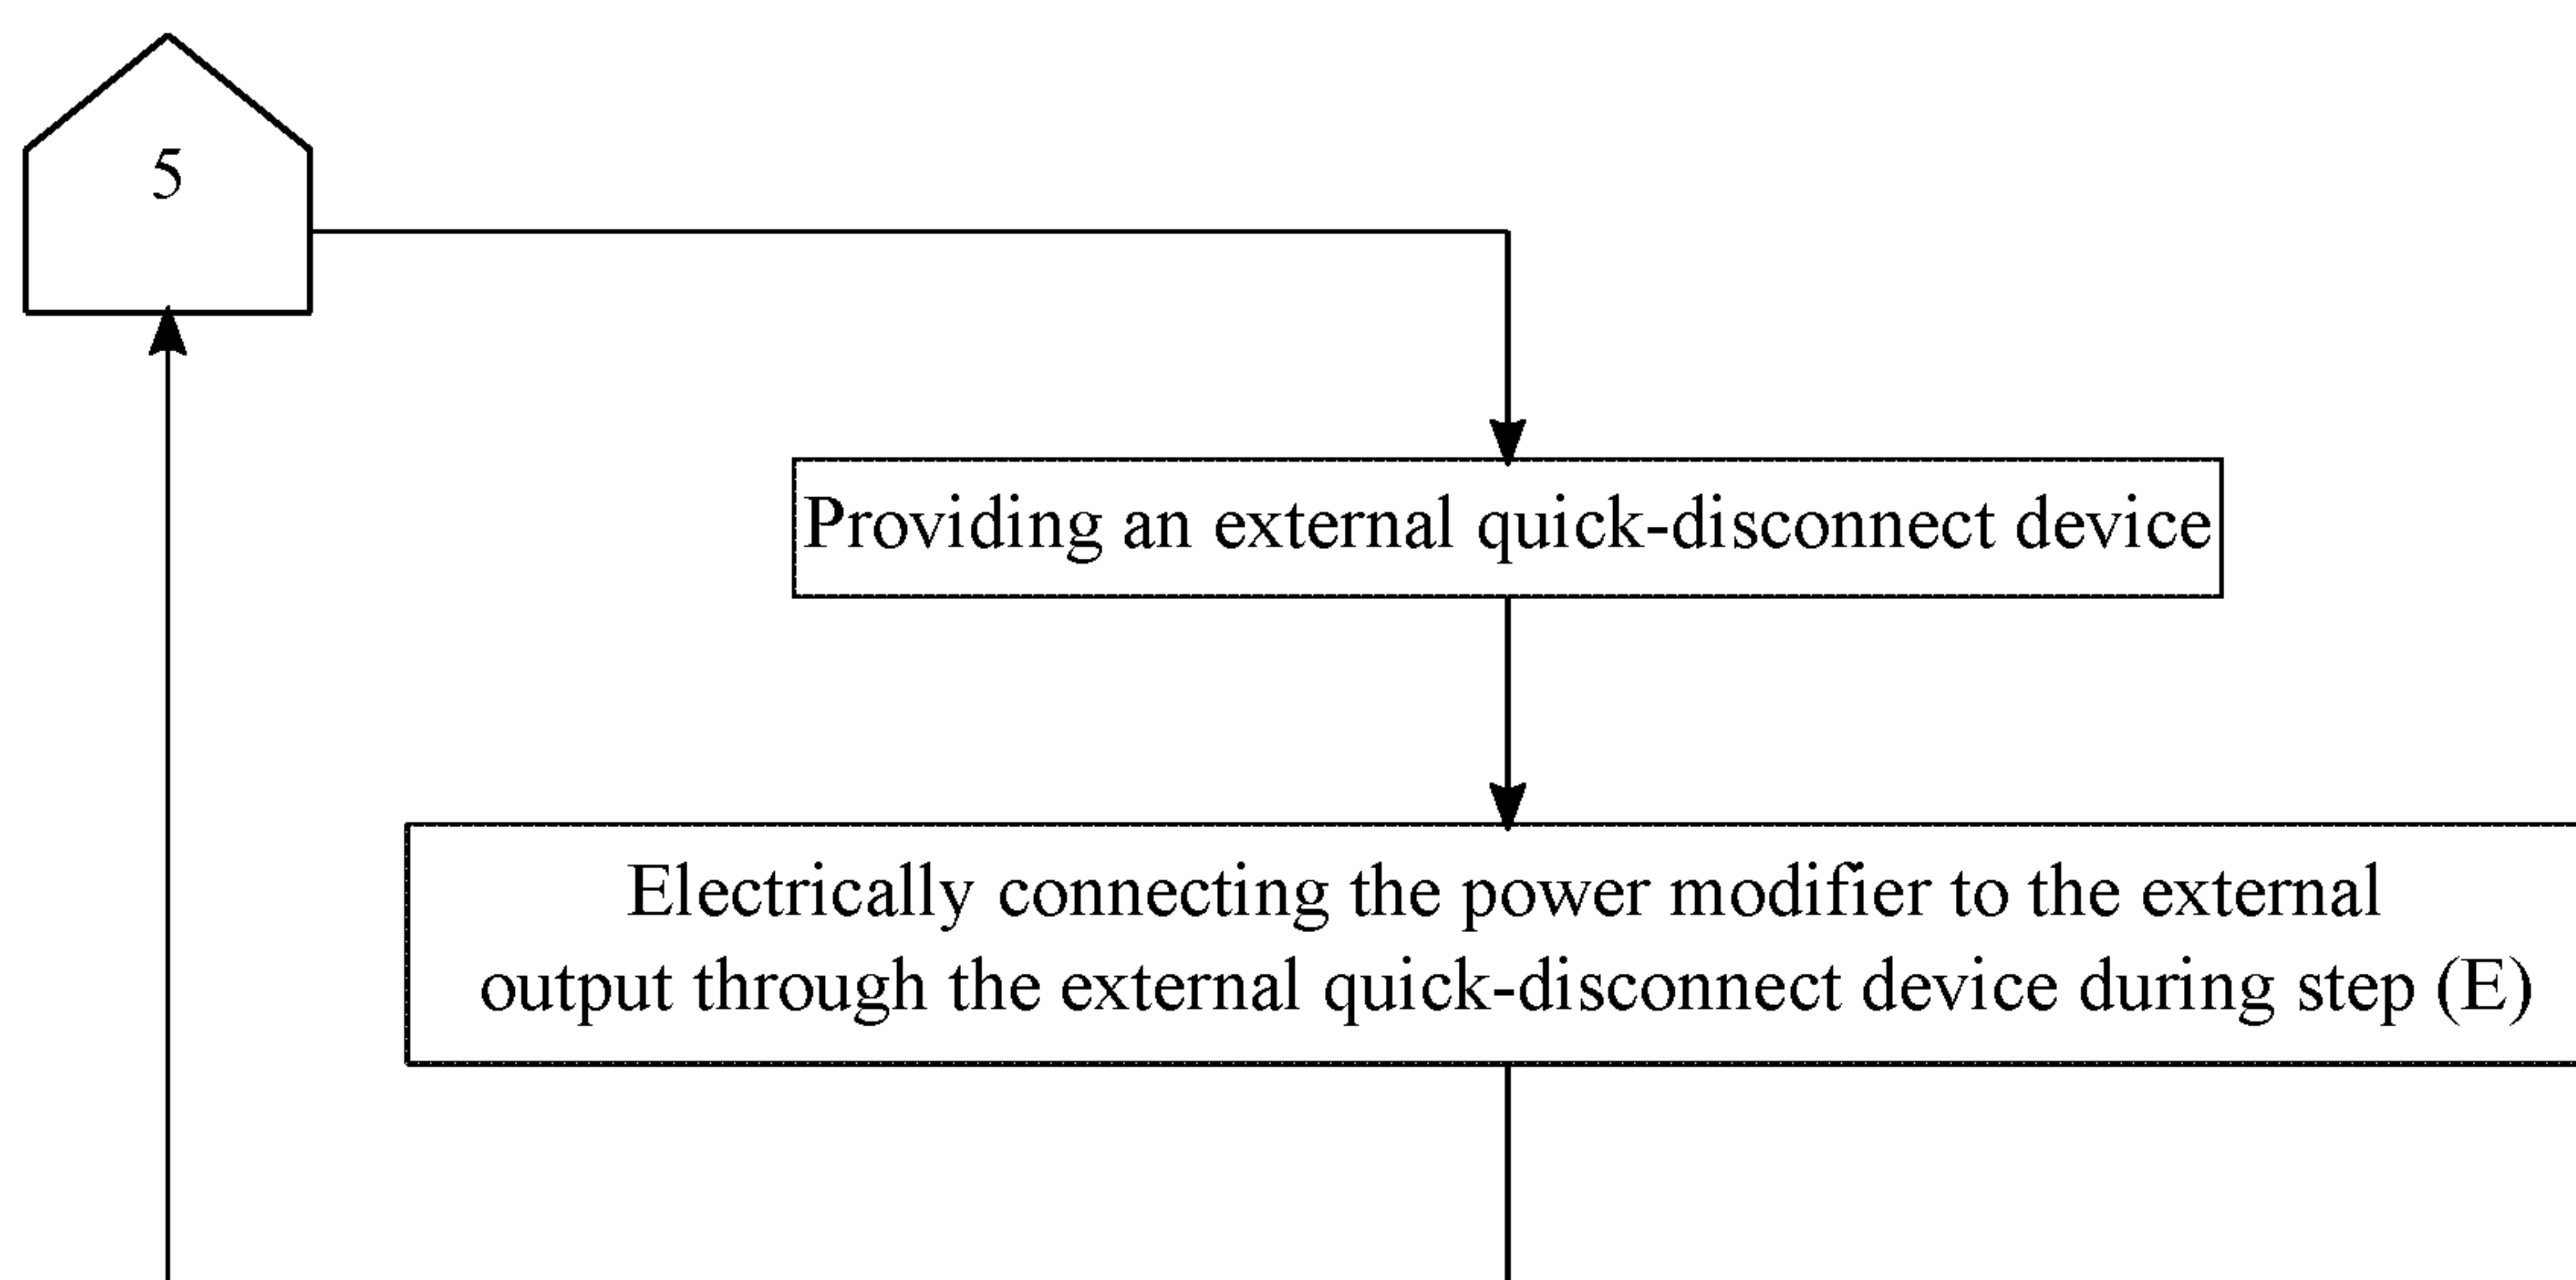 5
Providing an external quick-disconnect device
Electrically connecting the power modifier to the external
output through the external quick-disconnect device during step (E)